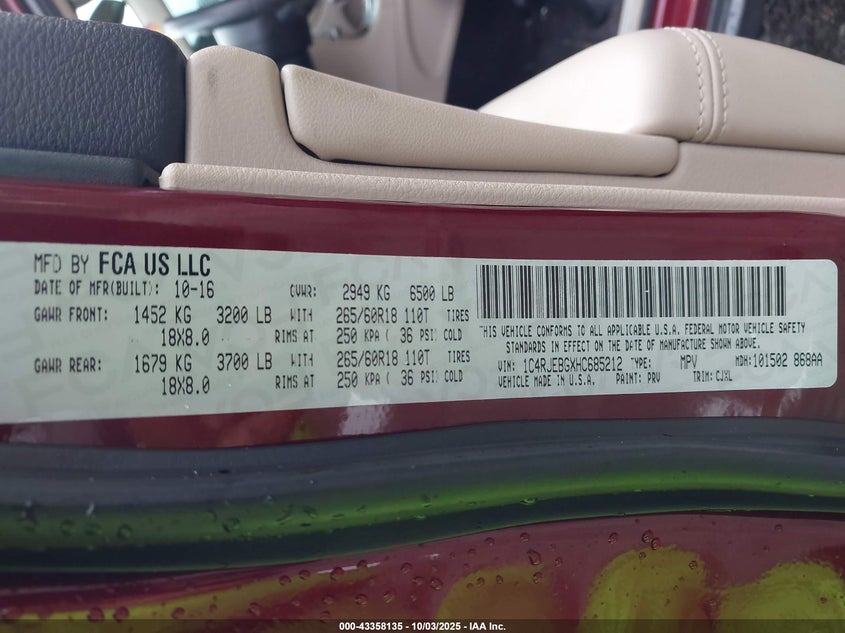 MFD BY FCA US LLC
DATE OF MFR(BUILT): 10-16 GVWR: 2949 KG 6500 LB
GAWR FRONT: 1452 KG 3200 LB WITH 265/60R18 110T TIRES
18X8.0 RIMS AT 250 KPA ( 36 PSI) COLD
GAWR REAR: 1679 KG 3700 LB WITH 265/60R18 110T TIRES
18X8.0 RIMS AT 250 KPA ( 36 PSI) COLD
THIS VEHICLE CONFORMS TO ALL APPLICABLE U.S.A. FEDERAL MOTOR VEHICLE SAFETY
STANDARDS IN EFFECT ON THE DATE OF MANUFACTURE SHOWN ABOVE.
VIN: 1C4RJEBGXHC685212 TYPE: MPV MDH: 101502 868AA
VEHICLE MADE IN U.S.A. PAINT: PRV TRIM: CJXL
000-43358135 - 10/03/2025 - IAA Inc.